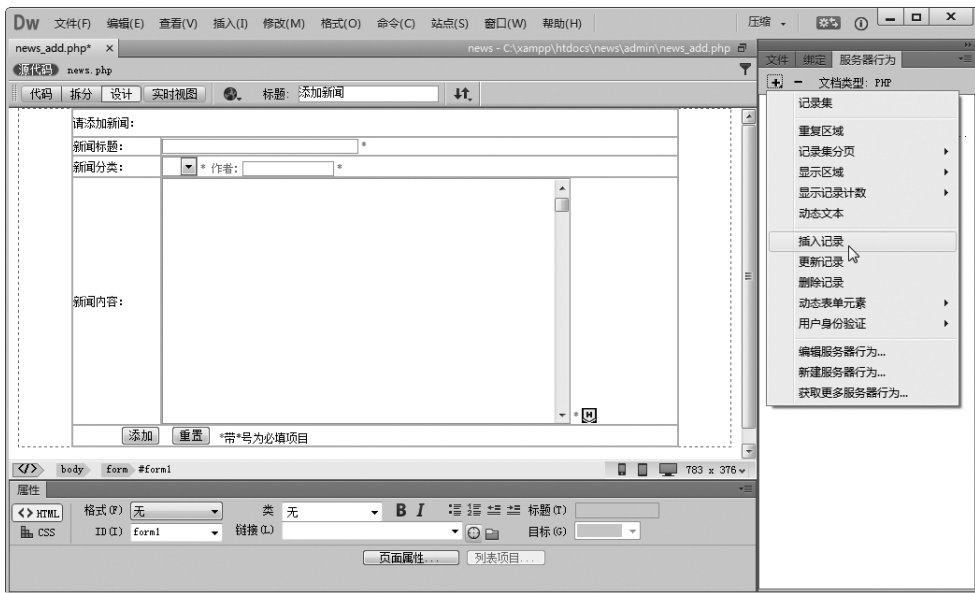 Dw 文件(F) 编辑(E) 查看(V) 插入(I) 修改(M) 格式(O) 命令(C) 站点(S) 窗口(W) 帮助(H) 压缩
news_add.php* × news - C:\xampp\htdocs\news\admin\news_add.php
源代码 news.php
代码 拆分 设计 实时视图 标题: 添加新闻
请添加新闻:
新闻标题: *
新闻分类: * 作者: *
新闻内容: *
添加 重置 *带*号为必填项目
body form #form1 783 x 376
属性
<> HTML 格式(F) 无 类 无 B I 标题(T)
CSS ID(I) form1 链接(L) 目标(G)
页面属性... 列表项目...
文件 绑定 服务器行为
+ - 文档类型: PHP
记录集
重复区域
记录集分页
显示区域
显示记录计数
动态文本
插入记录
更新记录
删除记录
动态表单元素
用户身份验证
编辑服务器行为...
新建服务器行为...
获取更多服务器行为...